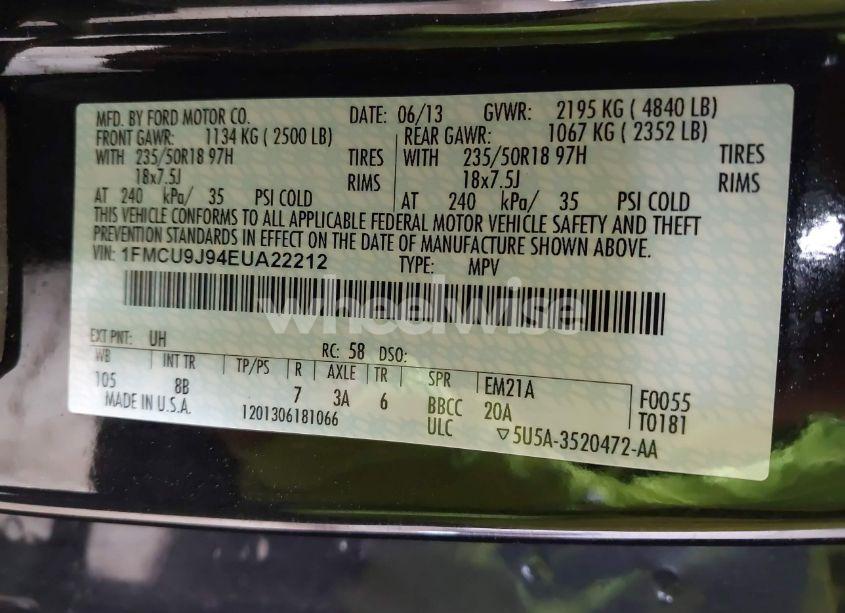 MFD. BY FORD MOTOR CO. DATE: 06/13 GVWR: 2195 KG ( 4840 LB)
FRONT GAWR: 1134 KG ( 2500 LB) REAR GAWR: 1067 KG ( 2352 LB)
WITH 235/50R18 97H TIRES WITH 235/50R18 97H TIRES
18x7.5J RIMS 18x7.5J RIMS
AT 240 kPa/ 35 PSI COLD AT 240 kPa/ 35 PSI COLD
THIS VEHICLE CONFORMS TO ALL APPLICABLE FEDERAL MOTOR VEHICLE SAFETY AND THEFT
PREVENTION STANDARDS IN EFFECT ON THE DATE OF MANUFACTURE SHOWN ABOVE.
VIN: 1FMCU9J94EUA22212 TYPE: MPV
wheelwise
EXT PNT: UH RC: 58 DSO:
WB INT TR TP/PS R AXLE TR SPR EM21A F0055
105 8B 7 3A 6 BBCC 20A T0181
MADE IN U.S.A. 1201306181066 ULC ▽5U5A-3520472-AA